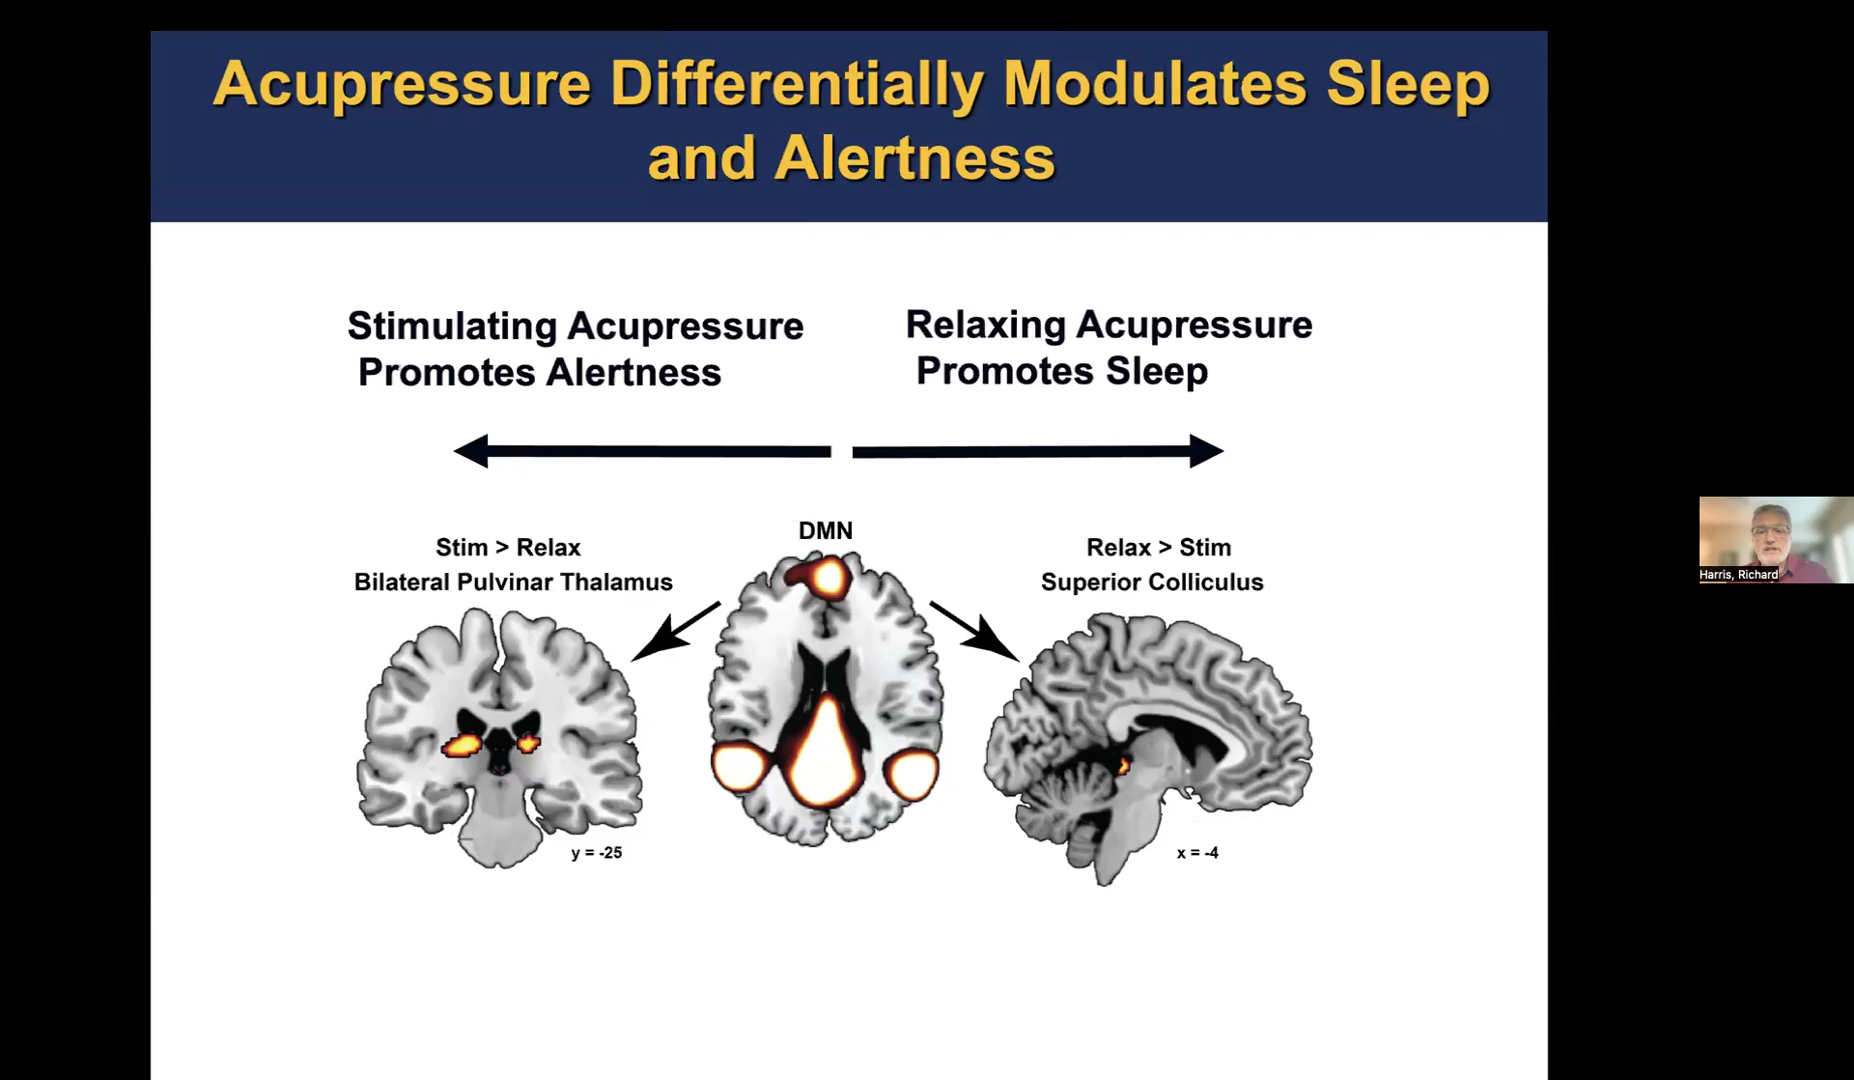 Acupressure Differentially Modulates Sleep
and Alertness
Stimulating Acupressure
Promotes Alertness
Relaxing Acupressure
Promotes Sleep
Stim > Relax
Bilateral Pulvinar Thalamus
DMN
Relax > Stim
Superior Colliculus
y = -25
x = -4
Harris, Richard